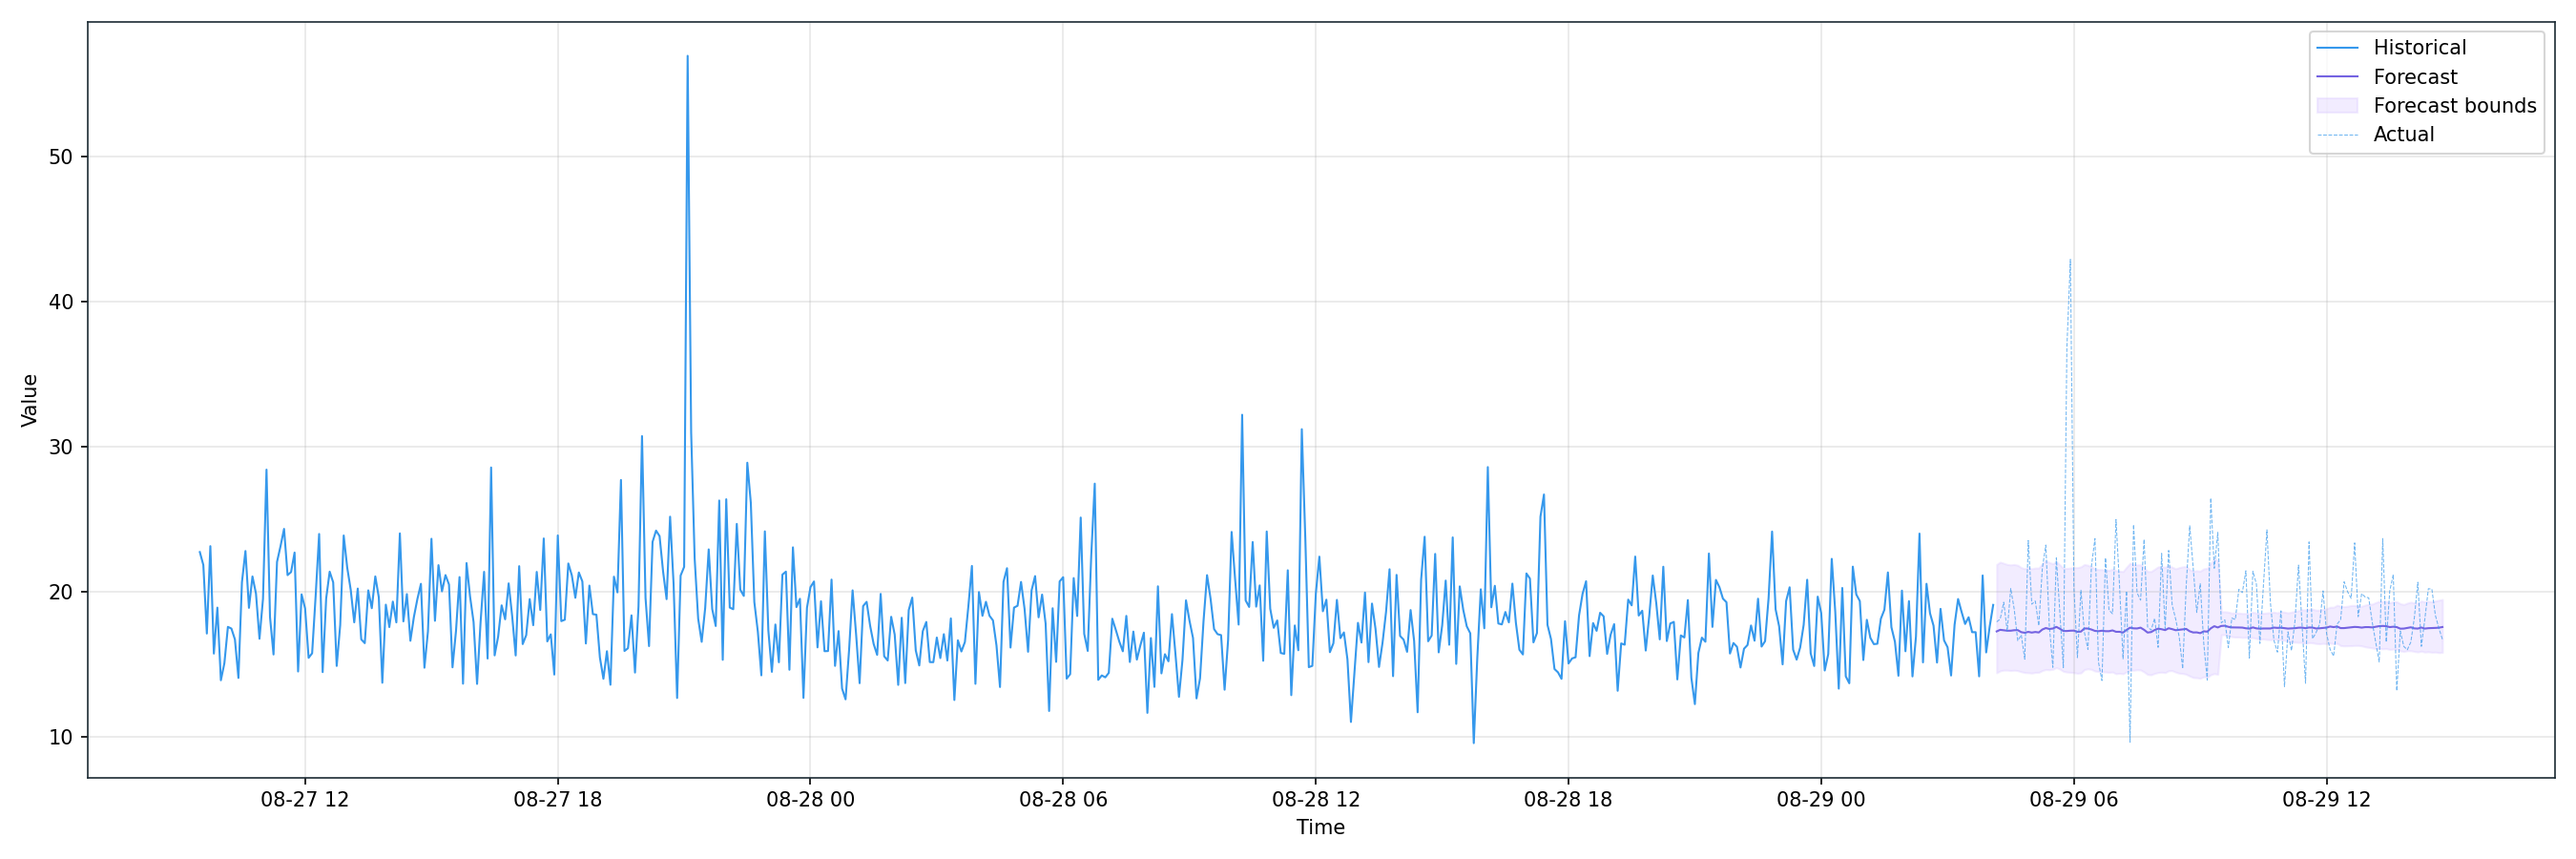 Historical
Forecast
Forecast bounds
Actual
Value
50
40
30
20
10
08-27 12
08-27 18
08-28 00
08-28 06
08-28 12
08-28 18
08-29 00
08-29 06
08-29 12
Time